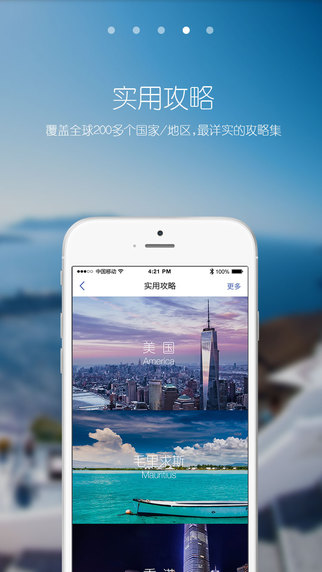 实用攻略
覆盖全球200多个国家/地区,最详实的攻略集
中国移动
4:21 PM
实用攻略
更多
美国
America
毛里求斯
Mauritius
香港